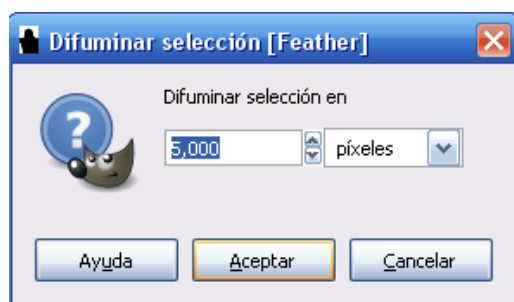 Difuminar selección [Feather]
Difuminar selección en
5,000 píxeles
Ayuda Aceptar Cancelar